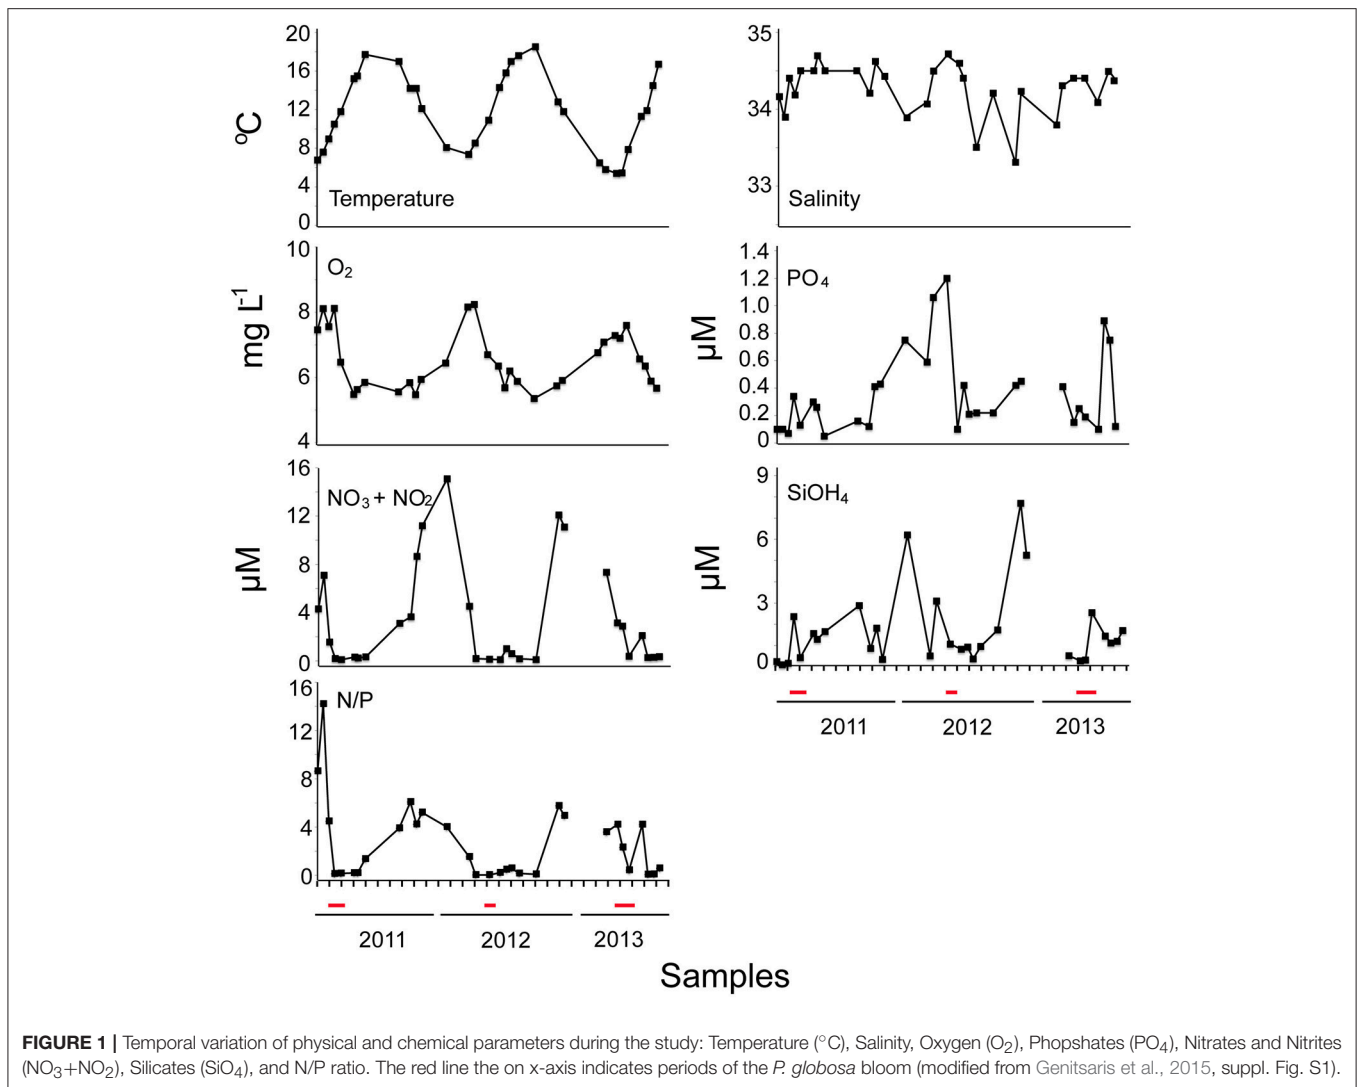 20
16
12
8
4
0
ºC
Temperature
35
34
33
Salinity
10
8
6
4
mg L-1
O2
1.4
1.2
1.0
0.8
0.6
0.4
0.2
0
µM
PO4
16
12
8
4
0
µM
NO3 + NO2
9
6
3
0
µM
SiOH4
2011
2012
2013
16
12
8
4
0
N/P
2011
2012
2013
Samples
FIGURE 1 | Temporal variation of physical and chemical parameters during the study: Temperature (°C), Salinity, Oxygen (O2), Phopshates (PO4), Nitrates and Nitrites
(NO3+NO2), Silicates (SiO4), and N/P ratio. The red line the on x-axis indicates periods of the P. globosa bloom (modified from Genitsaris et al., 2015, suppl. Fig. S1).